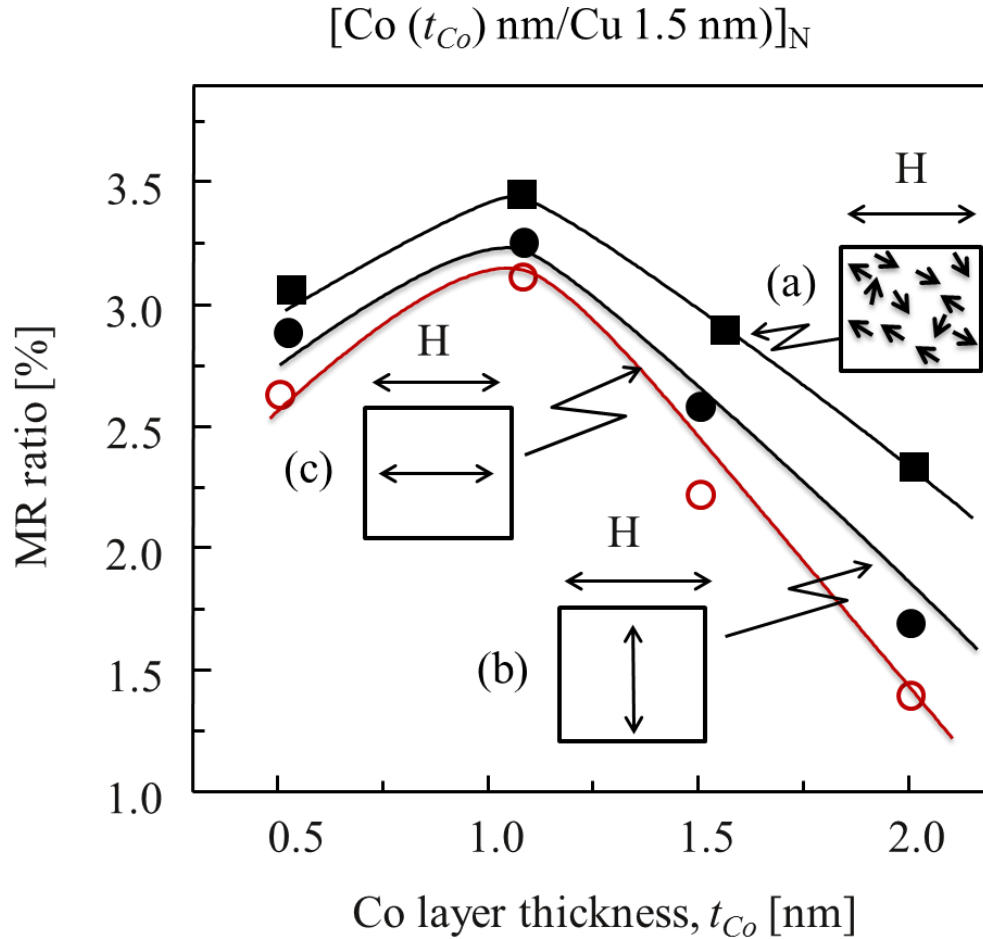 [Co (tCo) nm/Cu 1.5 nm)]N
MR ratio [%]
3.5
3.0
2.5
2.0
1.5
1.0
H
(a)
H
(c)
H
(b)
0.5
1.0
1.5
2.0
Co layer thickness, tCo [nm]